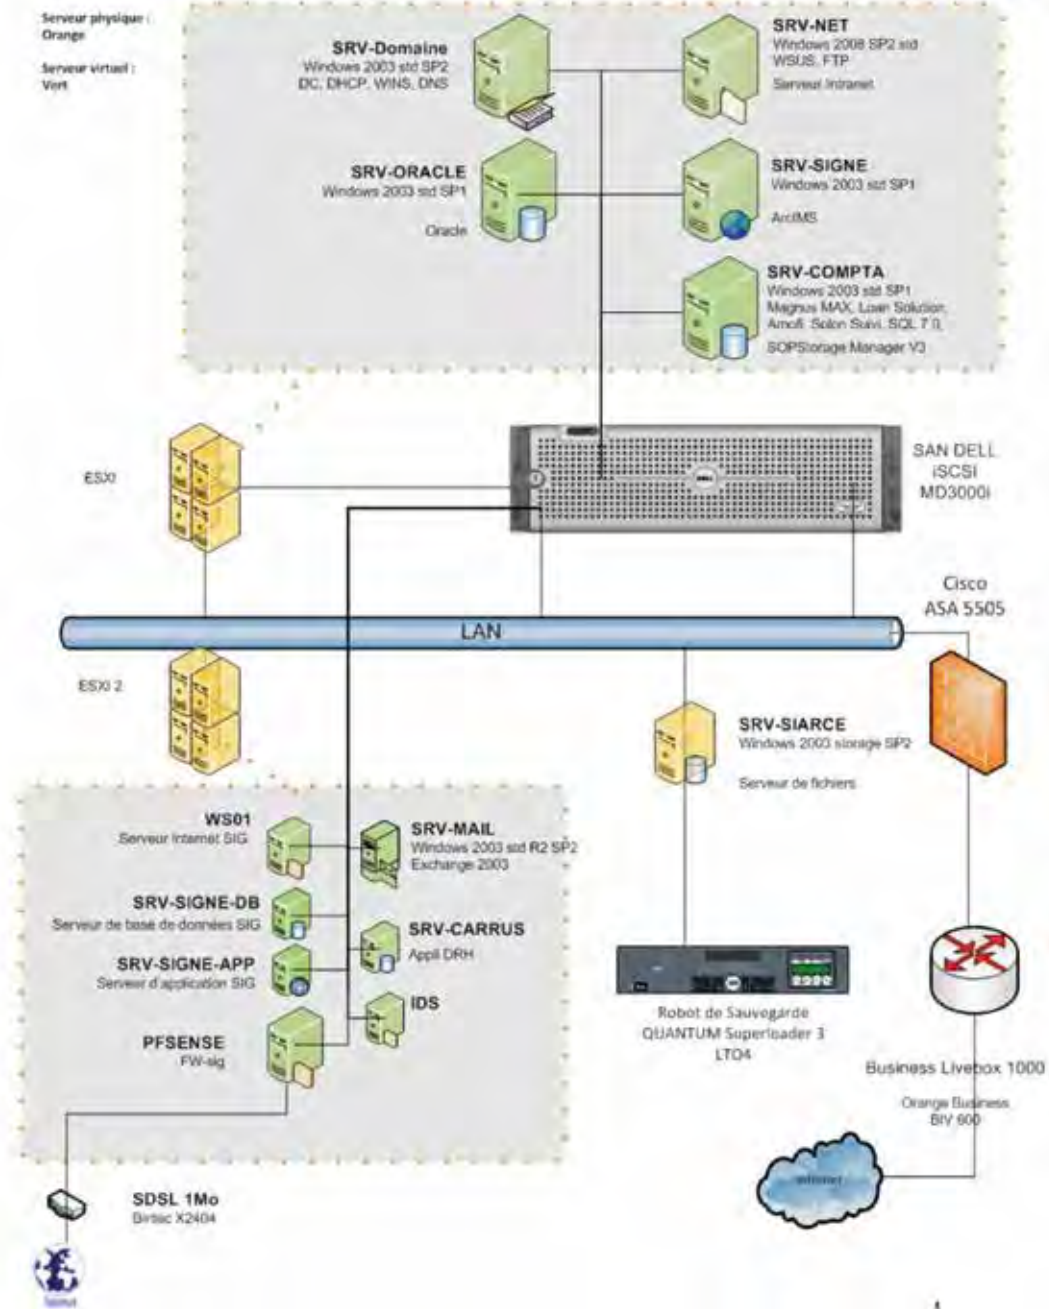 Serveur physique :
Orange
Serveur virtuel :
Vert
SRV-Domaine
Windows 2003 std SP2
DC, DHCP, WINS, DNS
SRV-NET
Windows 2008 SP2 std
WSUS, FTP
Serveur Intranet
SRV-ORACLE
Windows 2003 std SP1
Oracle
SRV-SIGNE
Windows 2003 std SP1
ArcIMS
SRV-COMPTA
Windows 2003 std SP1
Magnus MAX, Loan Solution,
Amofi, Solon Suivi, SQL 7.0,
SOPStorage Manager V3
ESXI
SAN DELL
iSCSI
MD3000i
DELL
Cisco
ASA 5505
LAN
ESXI 2
SRV-SIARCE
Windows 2003 storage SP2
Serveur de fichiers
WS01
Serveur Internet SIG
SRV-MAIL
Windows 2003 std R2 SP2
Exchange 2003
SRV-SIGNE-DB
Serveur de base de données SIG
SRV-CARRUS
Appli DRH
SRV-SIGNE-APP
Serveur d'application SIG
IDS
PFSENSE
FW-sig
Robot de Sauvegarde
QUANTUM Superloader 3
LTO4
Business Livebox 1000
Orange Business
BIV 600
Internet
SDSL 1Mo
X2404